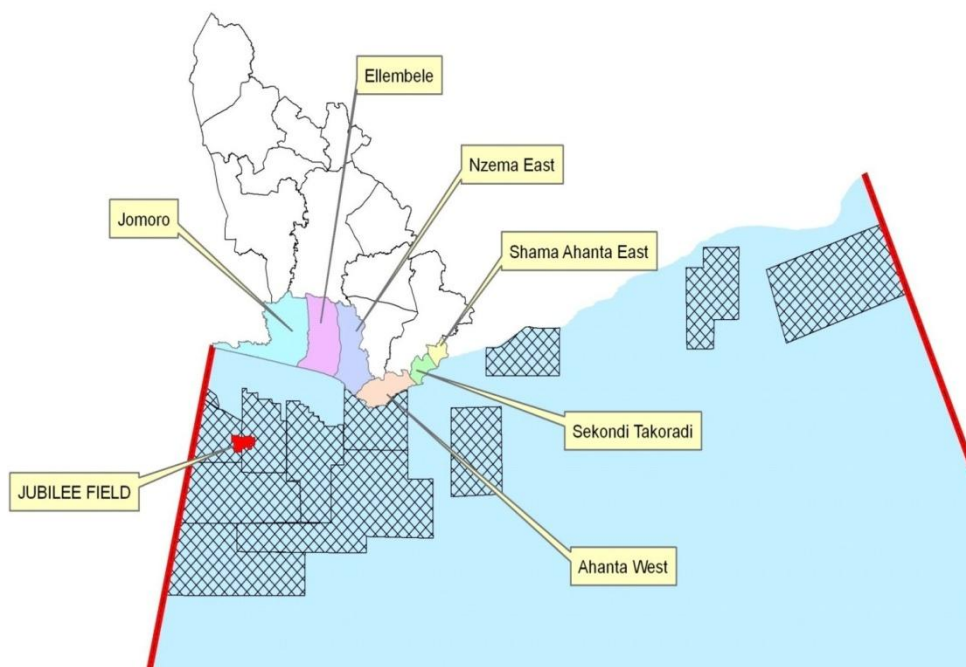 Ellembele
Nzema East
Jomoro
Shama Ahanta East
Sekondi Takoradi
JUBILEE FIELD
Ahanta West